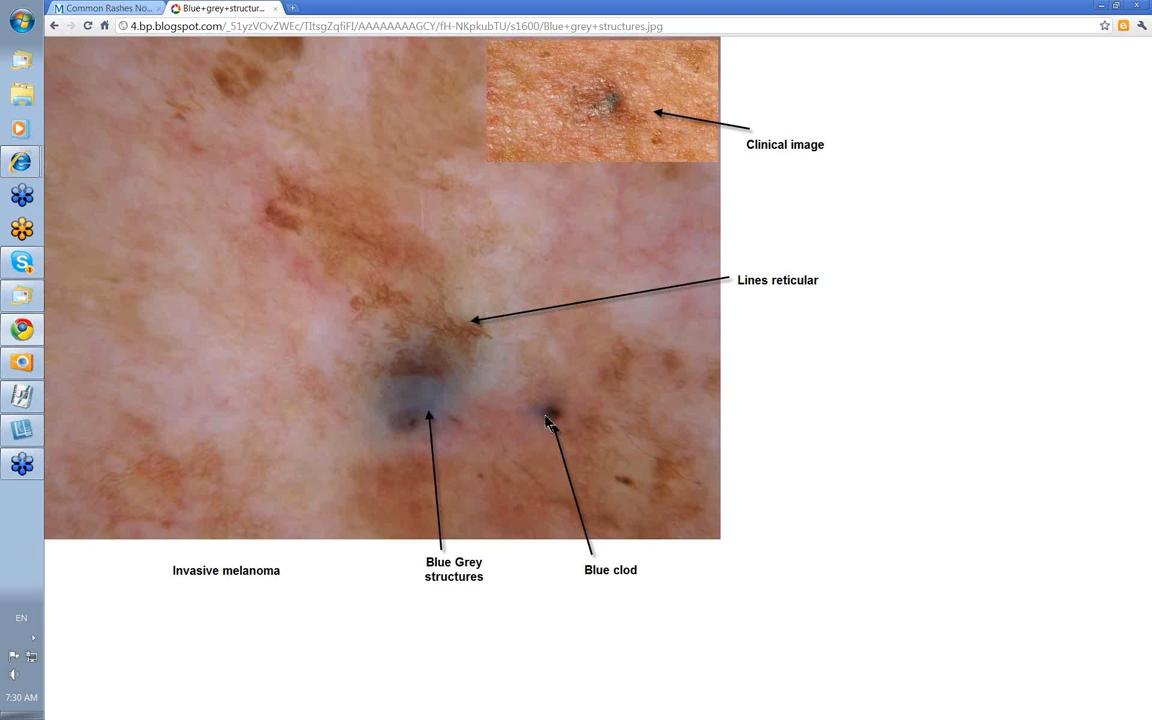 Common Rashes No...
Blue+grey+structur...
4.bp.blogspot.com/_51yzVOvZWEc/TItsgZqfiFI/AAAAAAAAGCY/fH-NKpkubTU/s1600/Blue+grey+structures.jpg
Clinical image
Lines reticular
Blue Grey
structures
Blue clod
Invasive melanoma
EN
7:30 AM